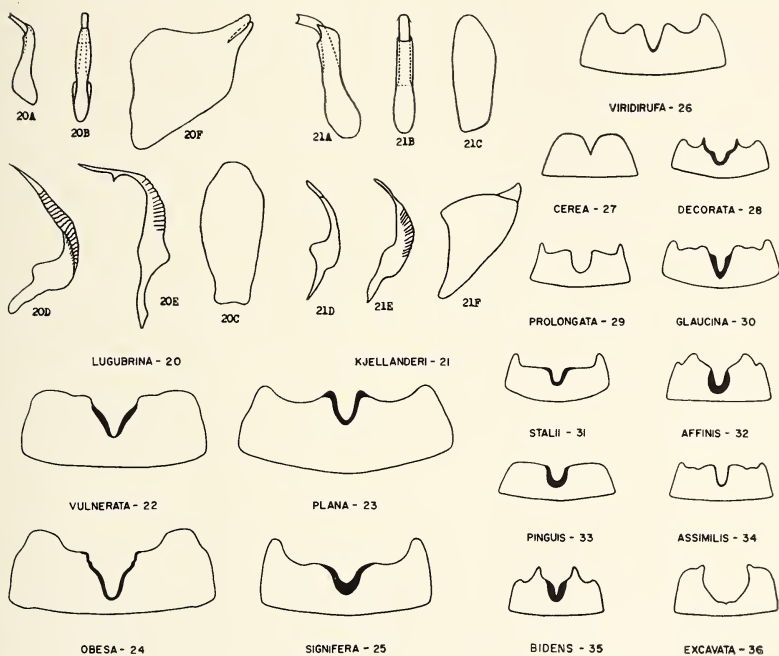 20A
20B
20F
21A
21B
21C
VIRIDIRUFA - 26
CEREA - 27
DECORATA - 28
20D
20E
20C
21D
21E
21F
PROLONGATA - 29
GLAUCINA - 30
LUGUBRINA - 20
KJELLANDERI - 21
STALII - 31
AFFINIS - 32
VULNERATA - 22
PLANA - 23
PINGUIS - 33
ASSIMILIS - 34
OBESA - 24
SIGNIFERA - 25
BIDENS - 35
EXCAVATA - 36